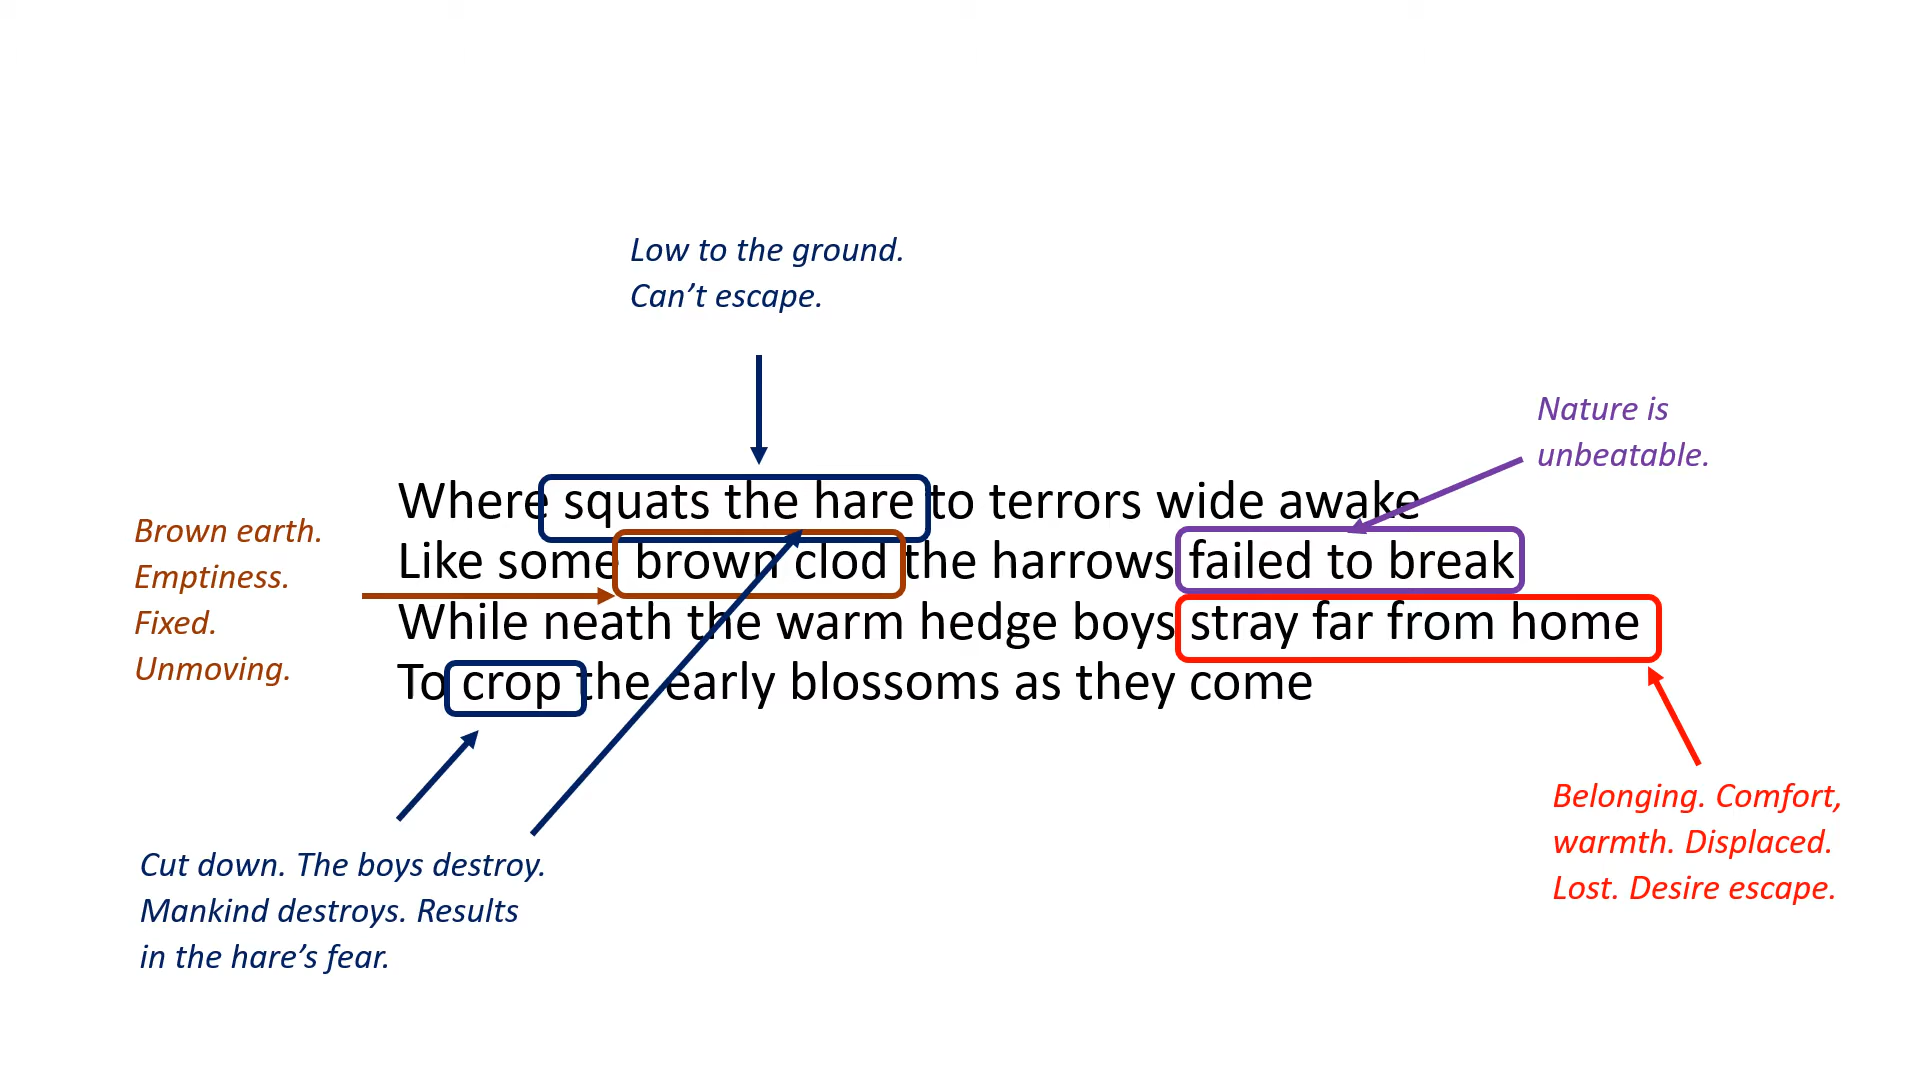 Low to the ground.
Can't escape.
Nature is
unbeatable.
Where squats the hare to terrors wide awake
Like some brown clod the harrows failed to break
While neath the warm hedge boys stray far from home
To crop the early blossoms as they come
Brown earth.
Emptiness.
Fixed.
Unmoving.
Belonging. Comfort,
warmth. Displaced.
Lost. Desire escape.
Cut down. The boys destroy.
Mankind destroys. Results
in the hare's fear.